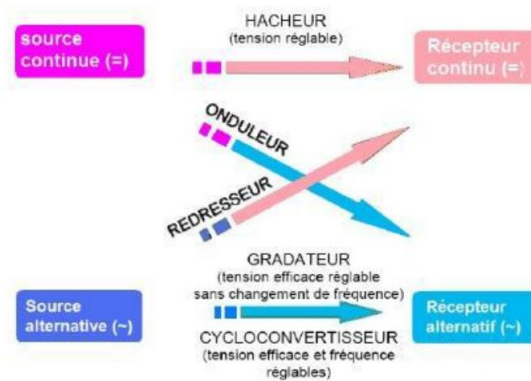 HACHEUR
(tension réglable)
source
continue (=)
Récepteur
continu (=)
ONDULEUR
REDRESSEUR
GRADATEUR
(tension efficace réglable
sans changement de fréquence)
Source
alternative (~)
Récepteur
alternatif (~)
CYCLOCONVERTISSEUR
(tension efficace et fréquence
réglables)